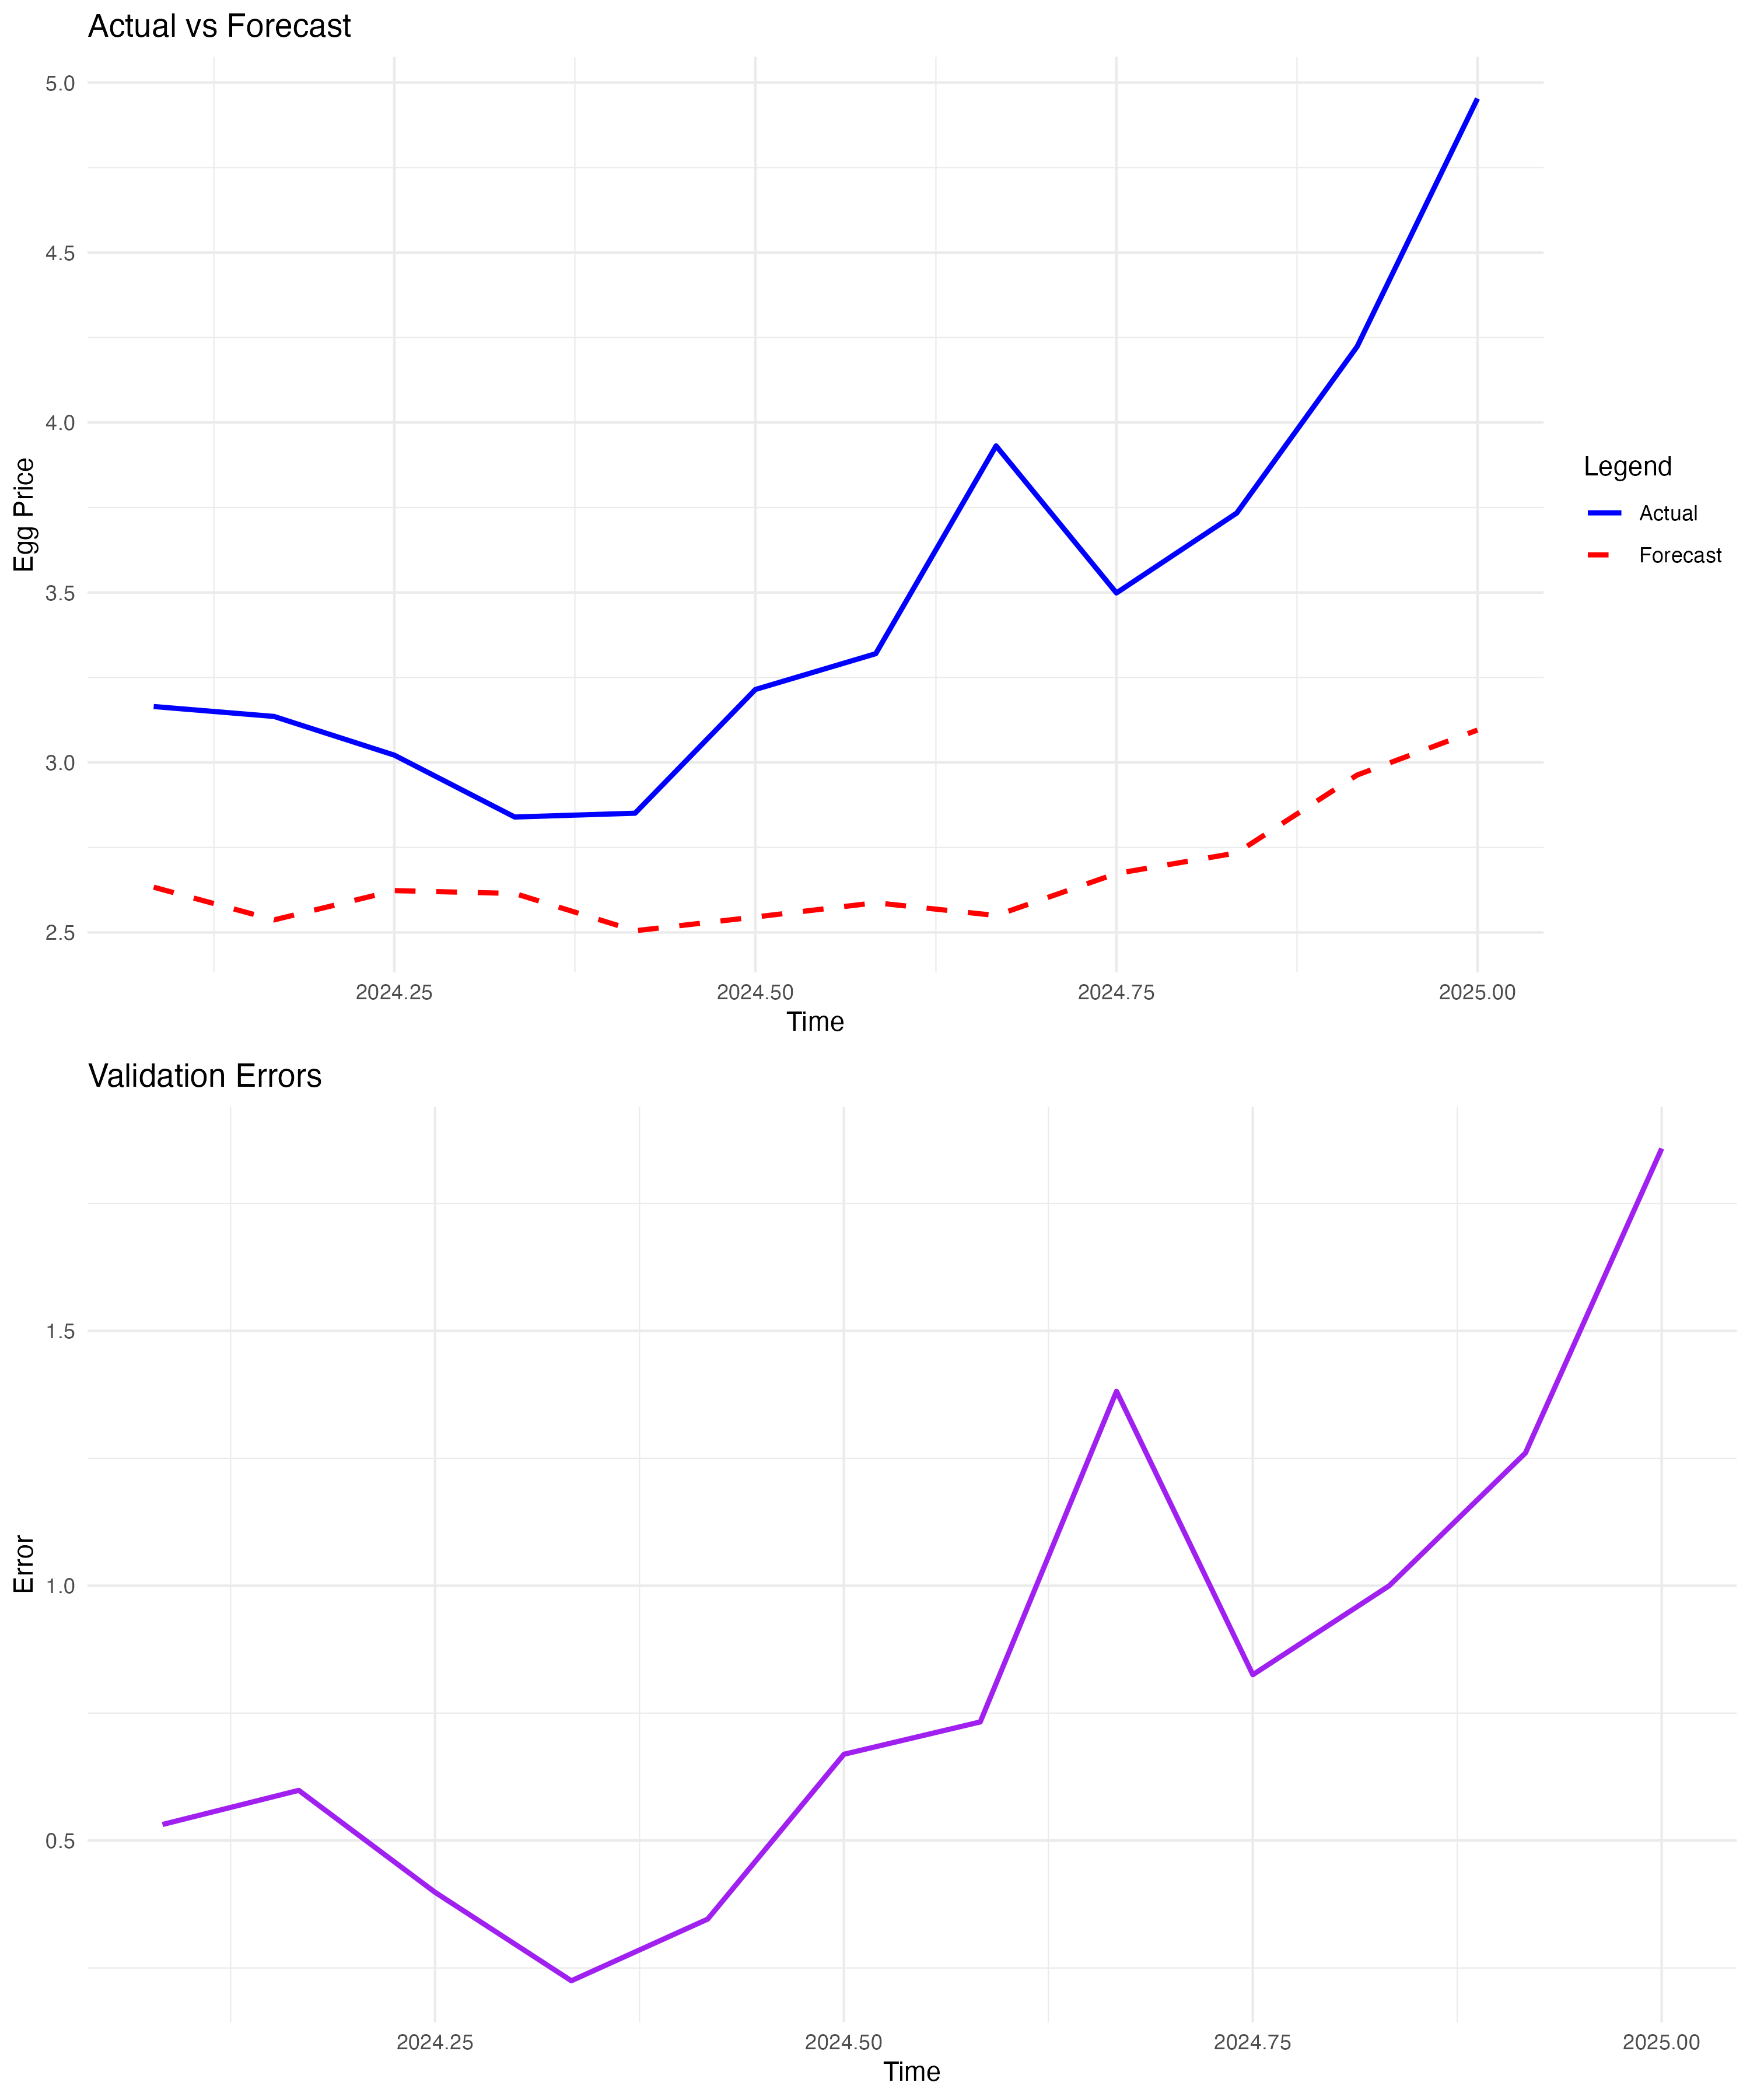 Actual vs Forecast
5.0
4.5
4.0
3.5
3.0
2.5
Egg Price
2024.25 2024.50 2024.75 2025.00
Time
Legend
Actual
Forecast
Validation Errors
1.5
1.0
0.5
Error
2024.25 2024.50 2024.75 2025.00
Time